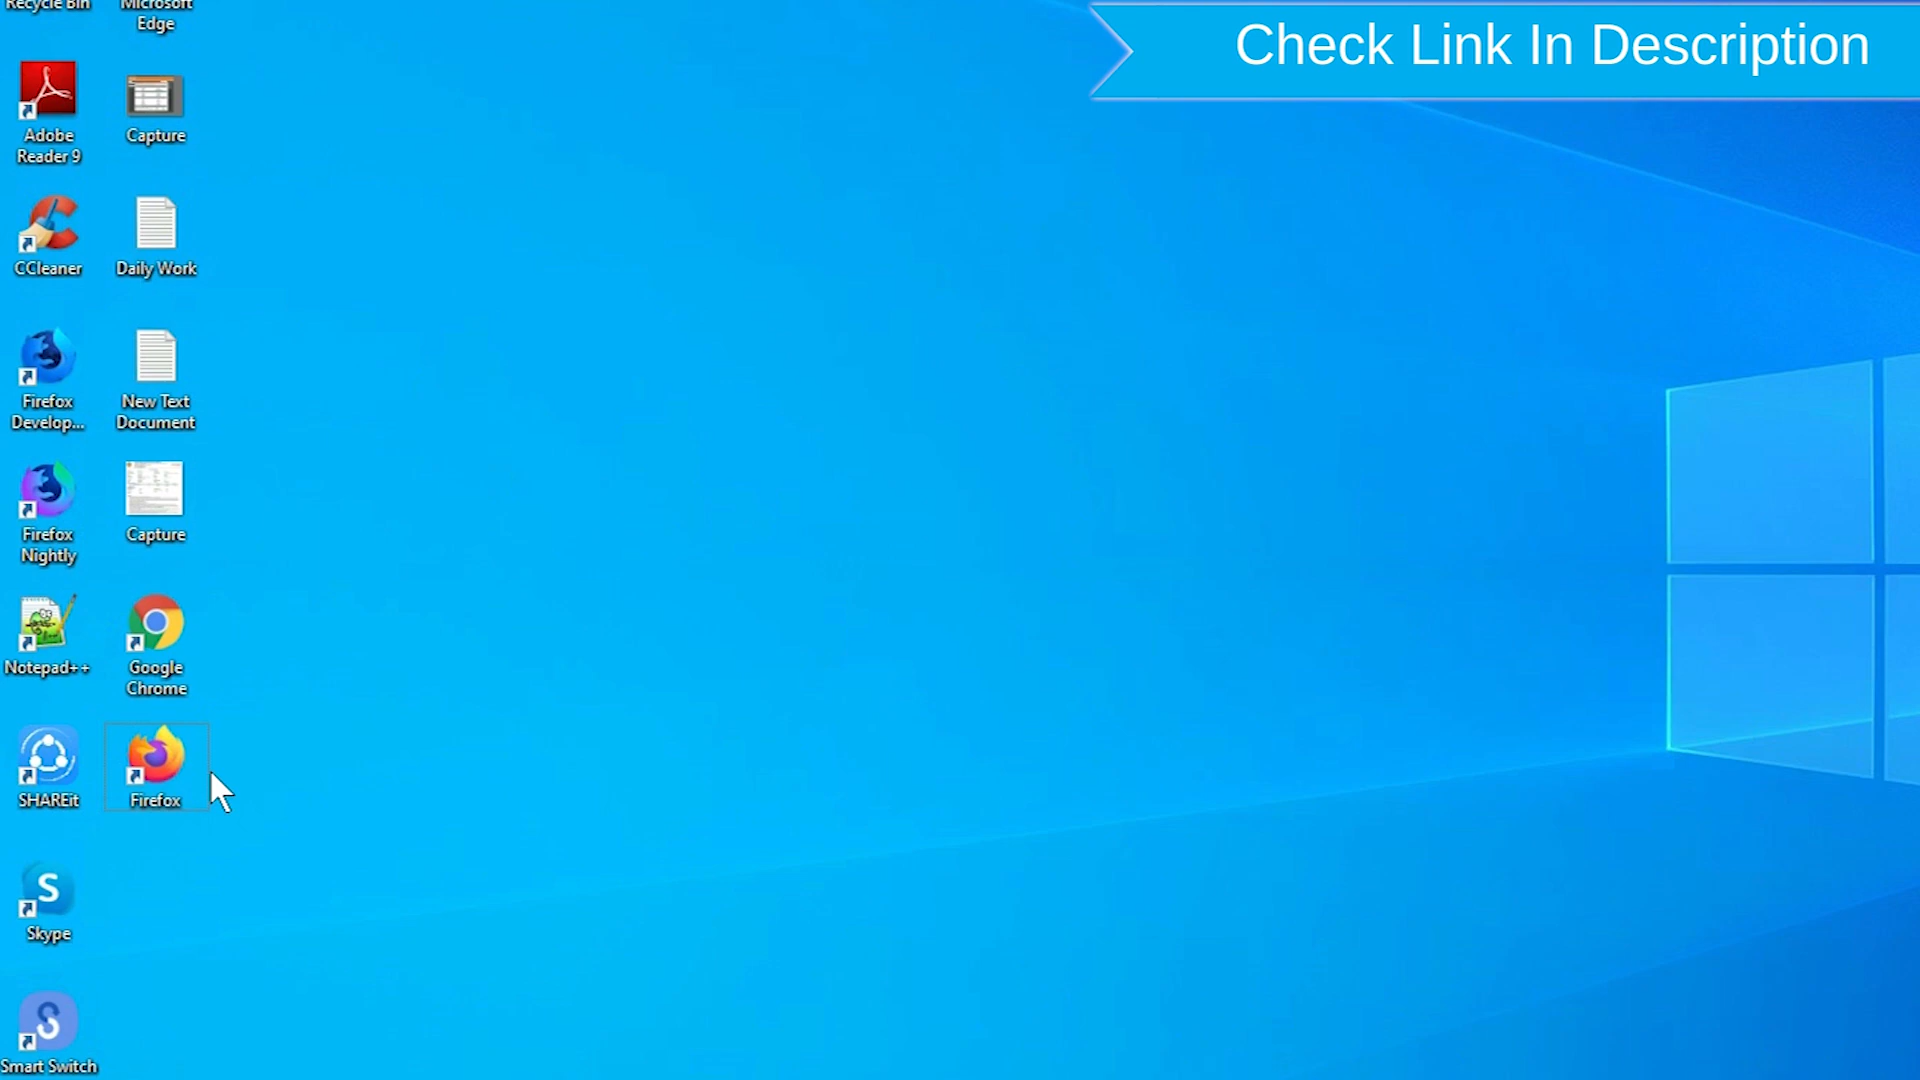 Check Link In Description
Recycle Bin
Microsoft
Edge
Adobe
Reader 9
Capture
CCleaner
Daily Work
Firefox
Develop...
New Text
Document
Firefox
Nightly
Capture
Notepad++
Google
Chrome
SHAREit
Firefox
Skype
Smart Switch